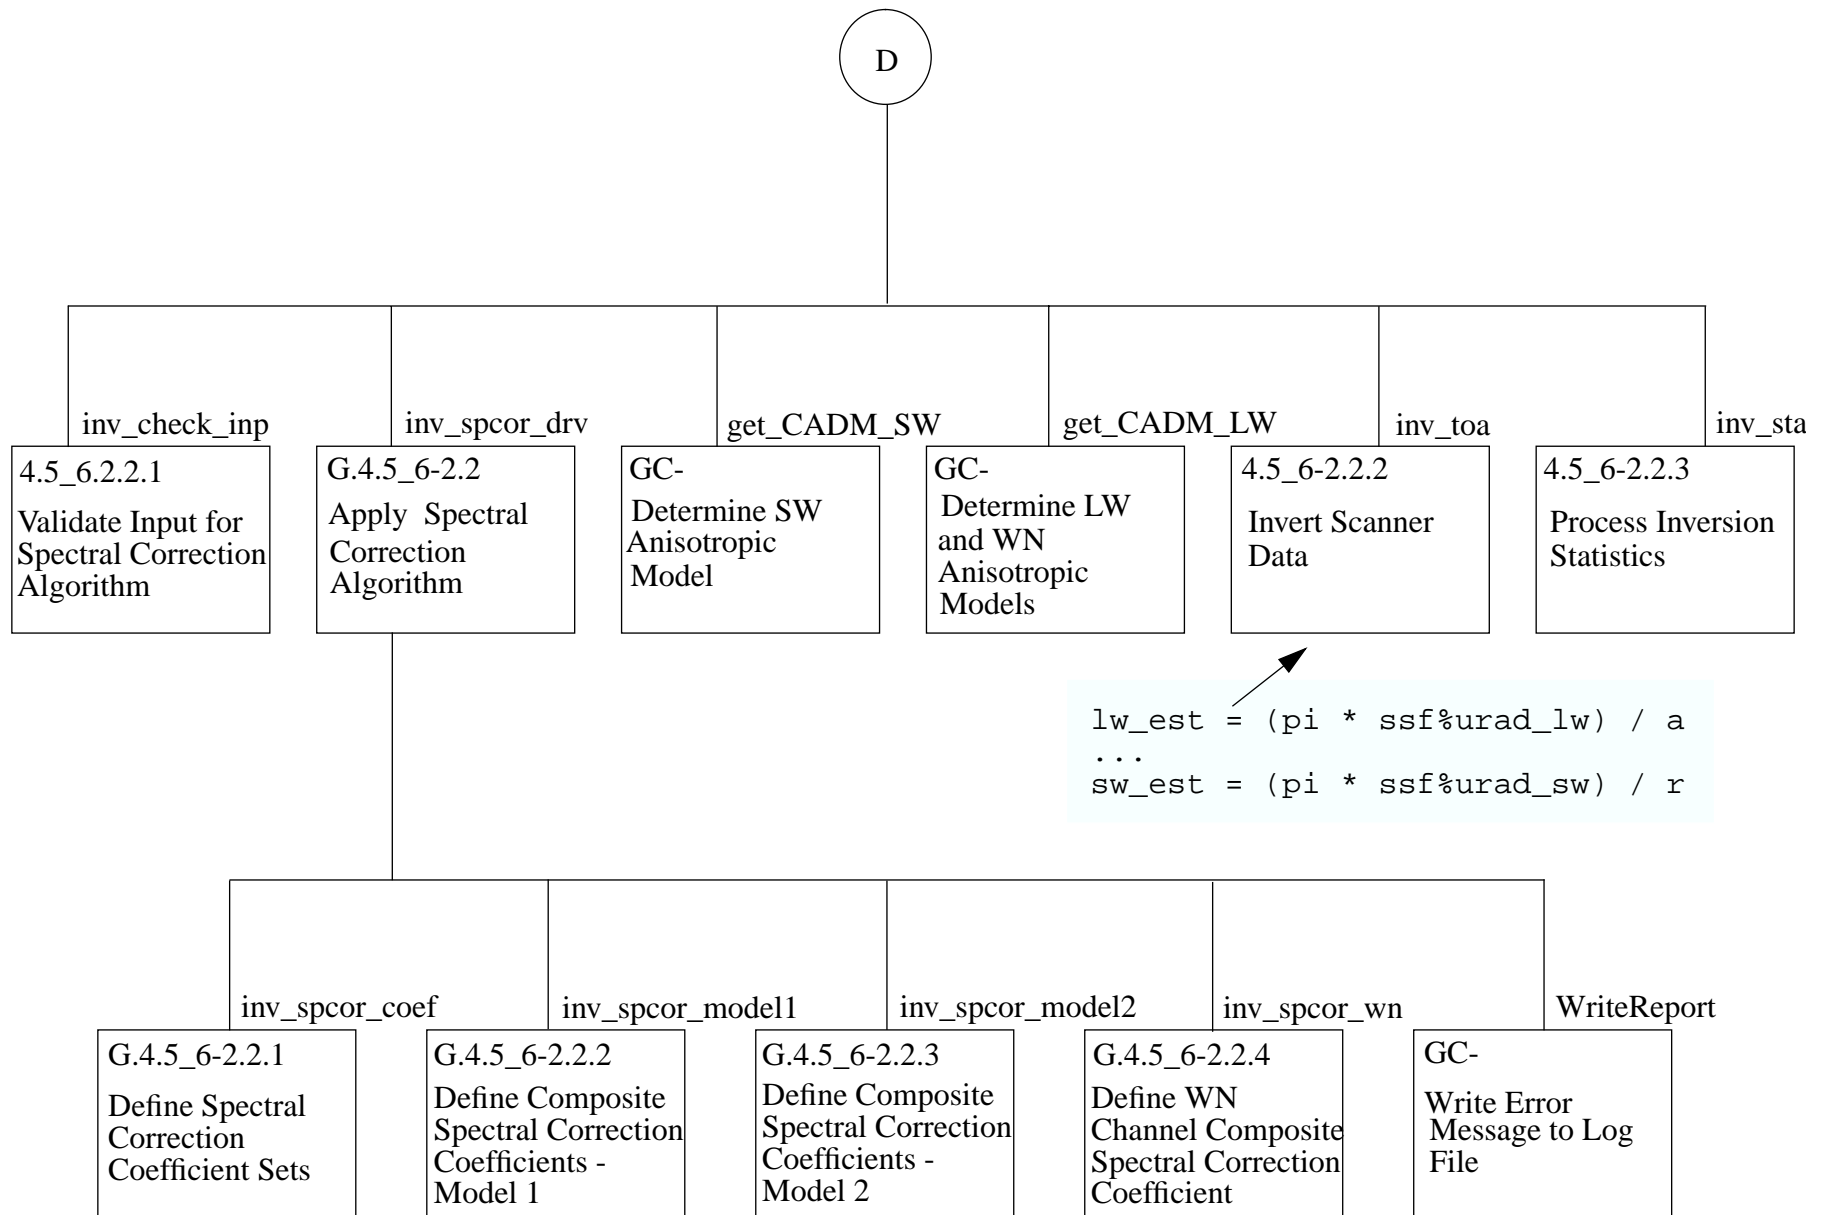 D
inv_check_inp
4.5_6.2.2.1
Validate Input for
Spectral Correction
Algorithm
inv_spcor_drv
G.4.5_6-2.2
Apply Spectral
Correction
Algorithm
get_CADM_SW
GC-
Determine SW
Anisotropic
Model
get_CADM_LW
GC-
Determine LW
and WN
Anisotropic
Models
inv_toa
4.5_6-2.2.2
Invert Scanner
Data
inv_sta
4.5_6-2.2.3
Process Inversion
Statistics
lw_est = (pi * ssf%urad_lw) / a
...
sw_est = (pi * ssf%urad_sw) / r
inv_spcor_coef
G.4.5_6-2.2.1
Define Spectral
Correction
Coefficient Sets
inv_spcor_model1
G.4.5_6-2.2.2
Define Composite
Spectral Correction
Coefficients -
Model 1
inv_spcor_model2
G.4.5_6-2.2.3
Define Composite
Spectral Correction
Coefficients -
Model 2
inv_spcor_wn
G.4.5_6-2.2.4
Define WN
Channel Composite
Spectral Correction
Coefficient
WriteReport
GC-
Write Error
Message to Log
File